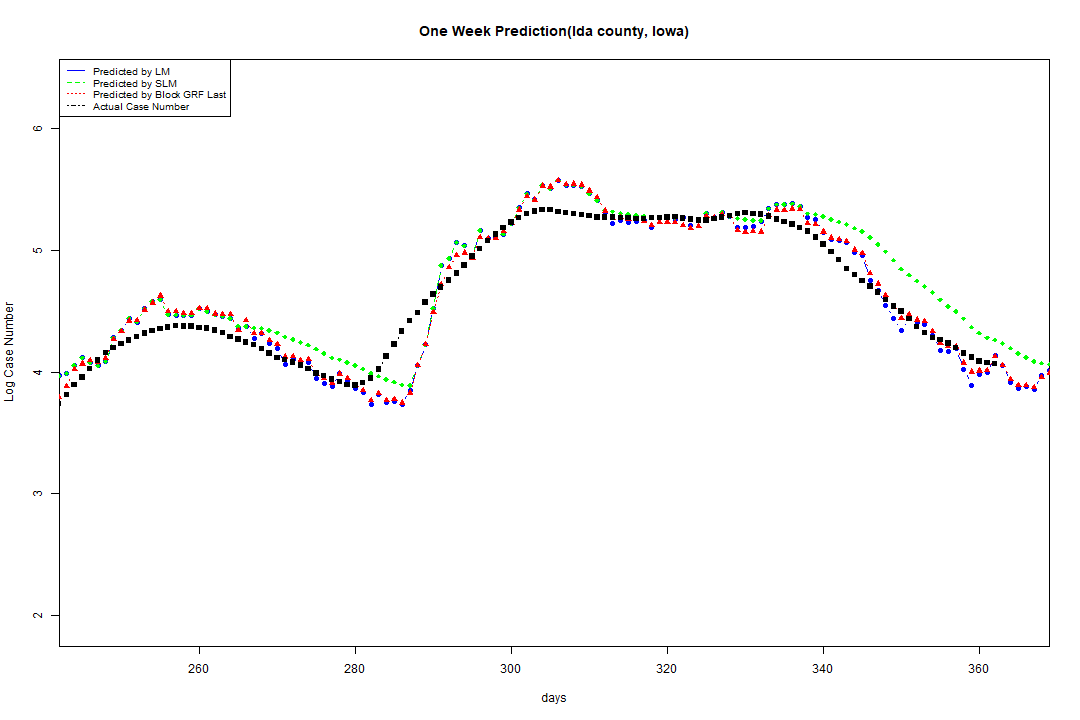 One Week Prediction(Ida county, Iowa)
Predicted by LM
Predicted by SLM
Predicted by Block GRF Last
Actual Case Number
6
5
4
3
2
Log Case Number
260 280 300 320 340 360
days